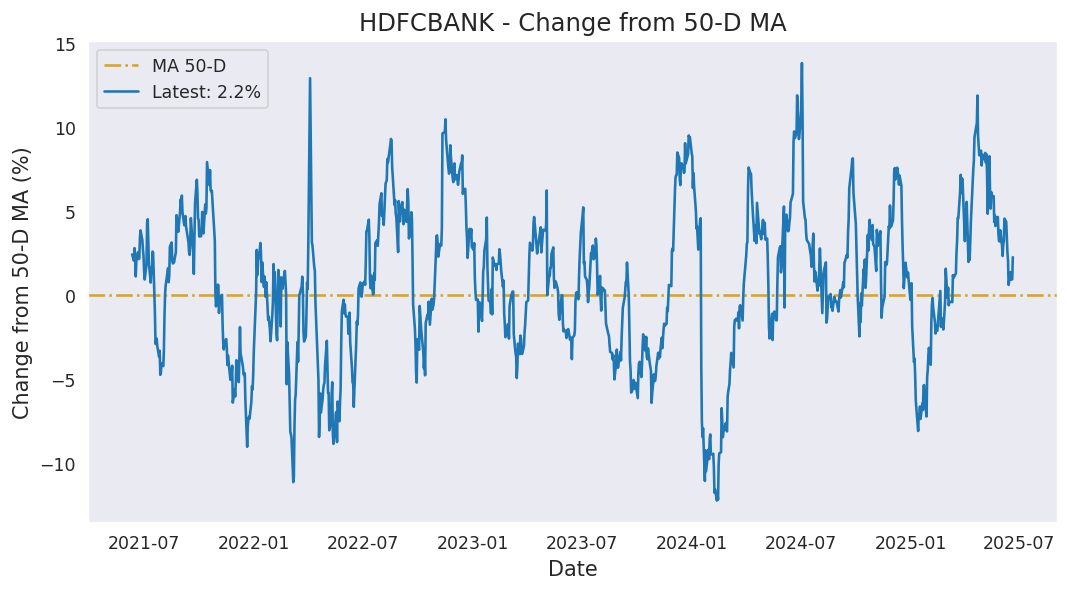 HDFCBANK - Change from 50-D MA
MA 50-D
Latest: 2.2%
Change from 50-D MA (%)
15
10
5
0
−5
−10
2021-07 2022-01 2022-07 2023-01 2023-07 2024-01 2024-07 2025-01 2025-07
Date